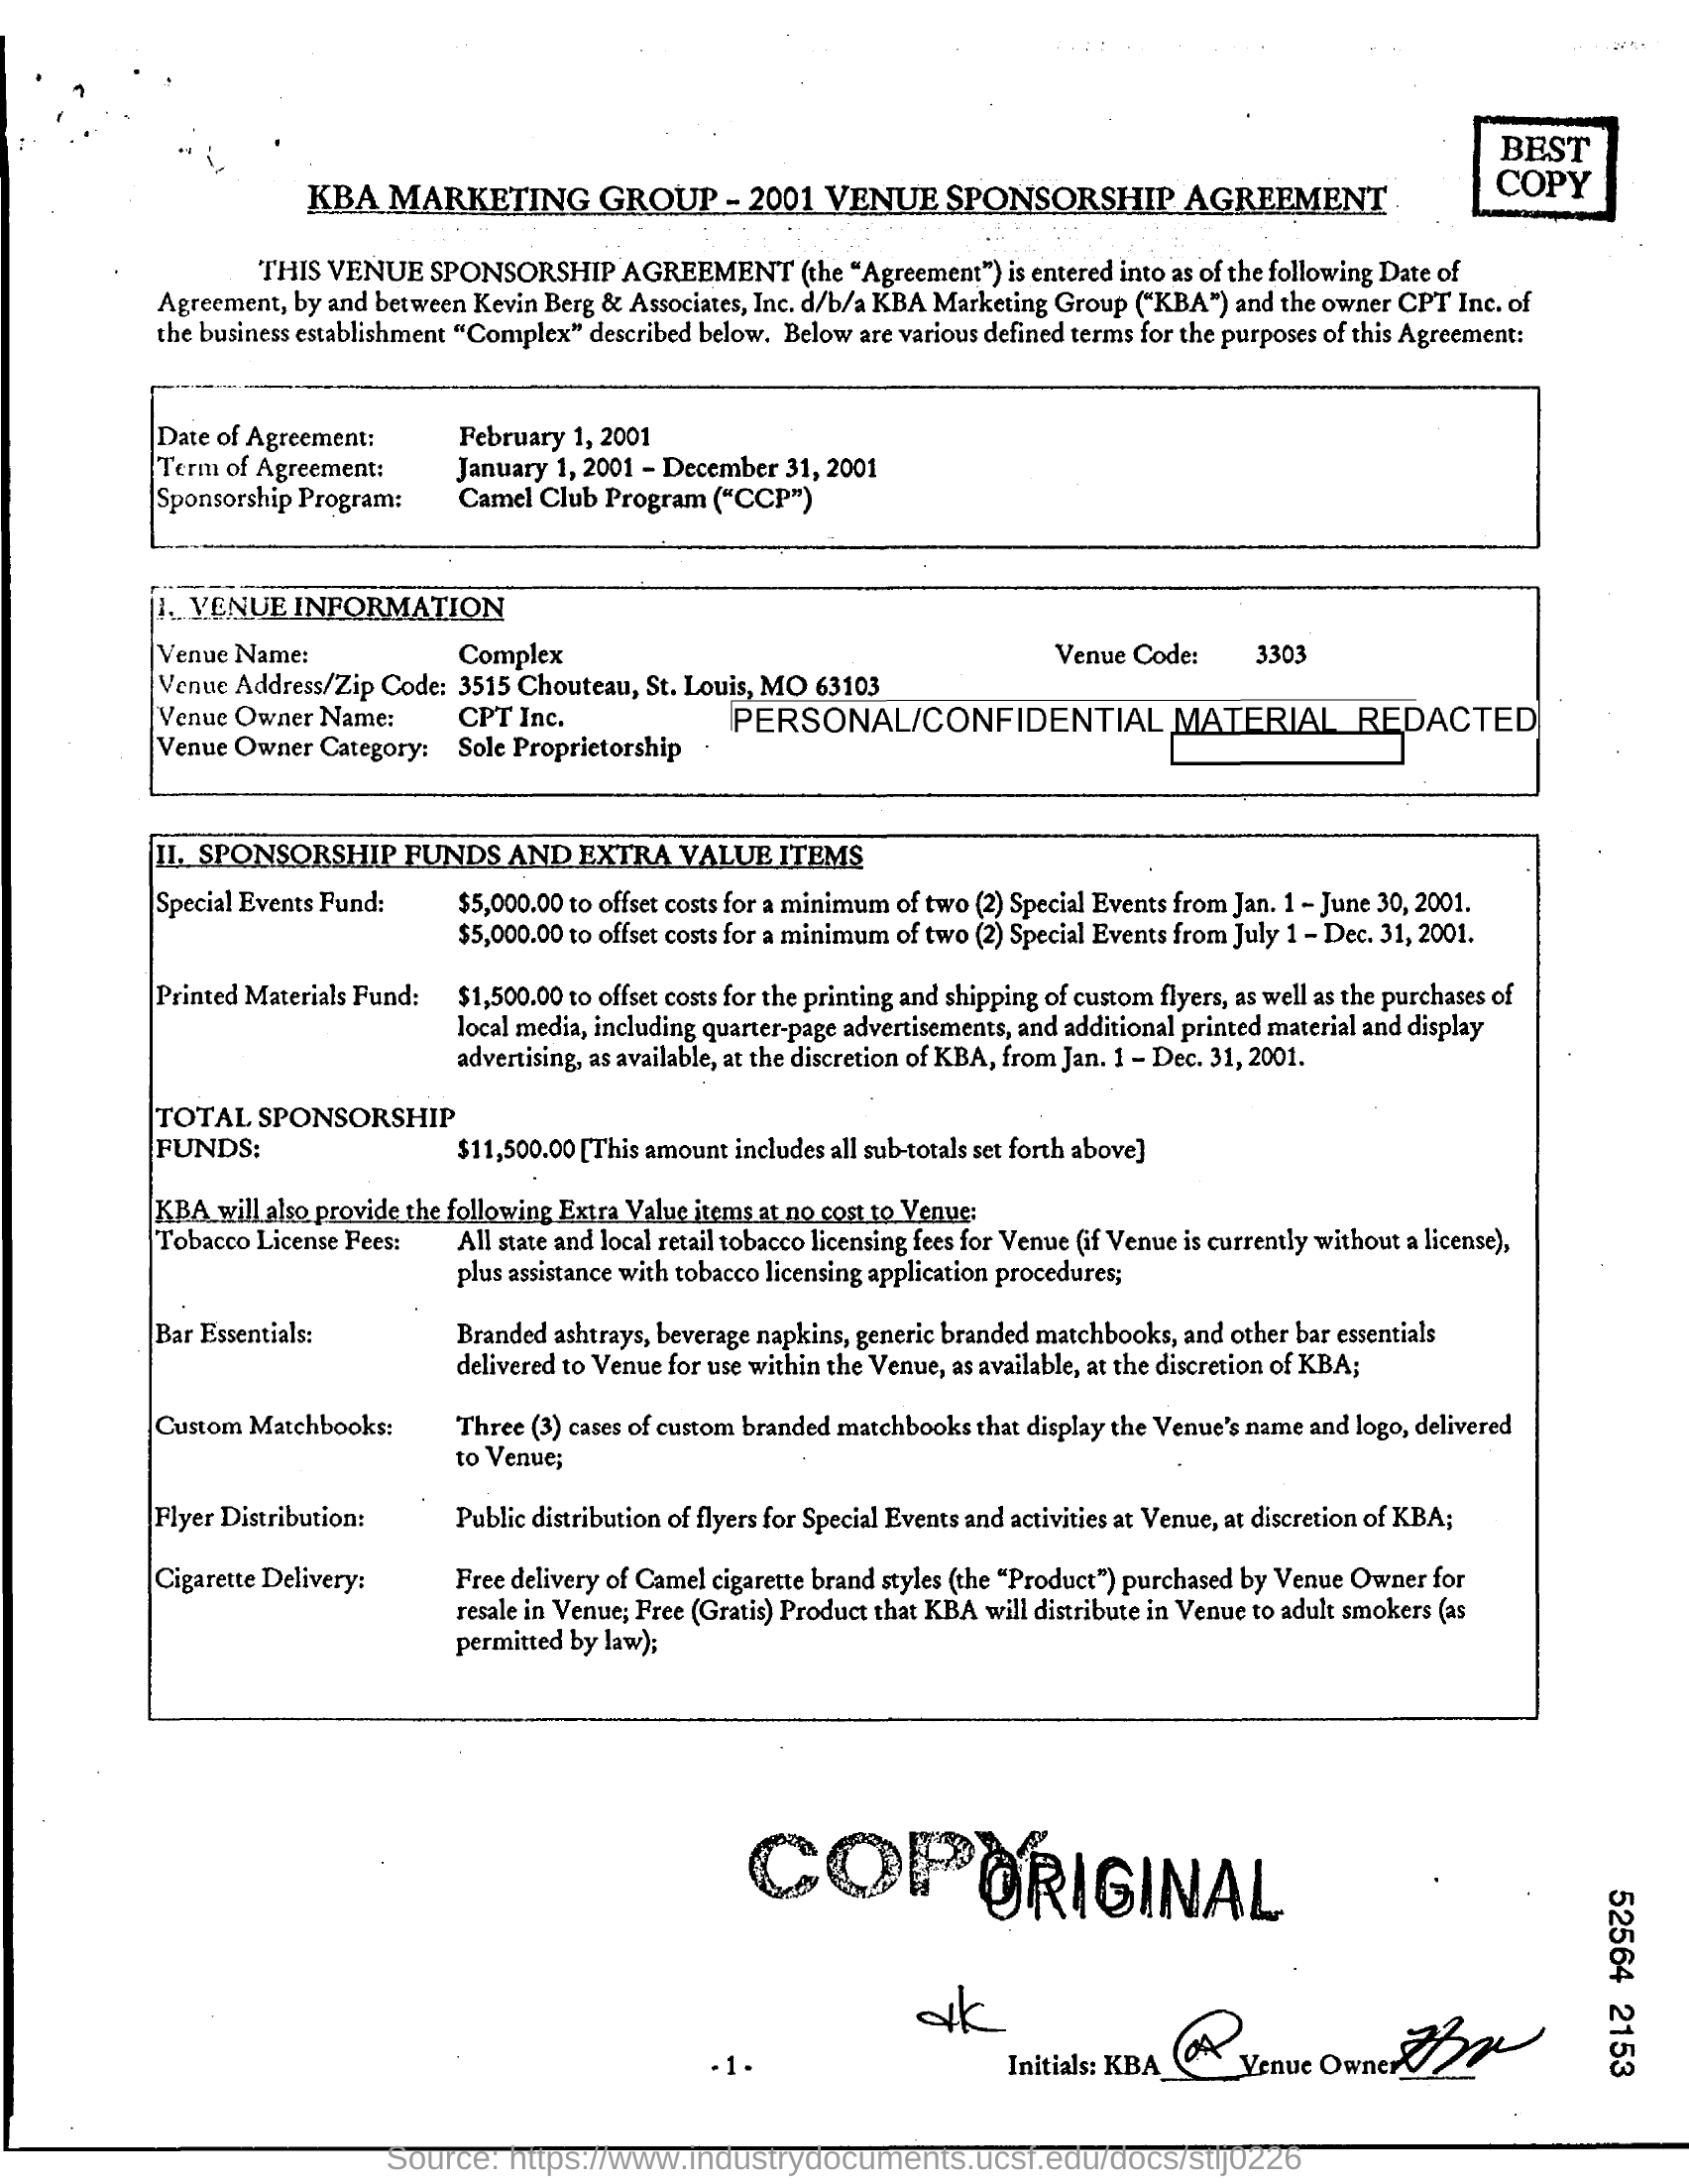 BEST
COPY
KBA MARKETING GROUP - 2001 VENUE SPONSORSHIP AGREEMENT
THIS VENUE SPONSORSHIP AGREEMENT (the “Agreement”) is entered into as of the following Date of
Agreement, by and between Kevin Berg & Associates, Inc. d/b/a KBA Marketing Group (“KBA”) and the owner CPT Inc. of
the business establishment “Complex” described below. Below are various defined terms for the purposes of this Agreement:
Date of Agreement: February 1, 2001
Term of Agreement: January 1, 2001 – December 31, 2001
Sponsorship Program: Camel Club Program (“CCP”)
I. VENUE INFORMATION
Venue Name: Complex Venue Code: 3303
Venue Address/Zip Code: 3515 Chouteau, St. Louis, MO 63103
Venue Owner Name: CPT Inc. PERSONAL/CONFIDENTIAL MATERIAL REDACTED
Venue Owner Category: Sole Proprietorship
II. SPONSORSHIP FUNDS AND EXTRA VALUE ITEMS
Special Events Fund: $5,000.00 to offset costs for a minimum of two (2) Special Events from Jan. 1 – June 30, 2001.
$5,000.00 to offset costs for a minimum of two (2) Special Events from July 1 – Dec. 31, 2001.
Printed Materials Fund: $1,500.00 to offset costs for the printing and shipping of custom flyers, as well as the purchases of
local media, including quarter-page advertisements, and additional printed material and display
advertising, as available, at the discretion of KBA, from Jan. 1 – Dec. 31, 2001.
TOTAL SPONSORSHIP
FUNDS: $11,500.00 [This amount includes all sub-totals set forth above]
KBA will also provide the following Extra Value items at no cost to Venue:
Tobacco License Fees: All state and local retail tobacco licensing fees for Venue (if Venue is currently without a license),
plus assistance with tobacco licensing application procedures;
Bar Essentials: Branded ashtrays, beverage napkins, generic branded matchbooks, and other bar essentials
delivered to Venue for use within the Venue, as available, at the discretion of KBA;
Custom Matchbooks: Three (3) cases of custom branded matchbooks that display the Venue’s name and logo, delivered
to Venue;
Flyer Distribution: Public distribution of flyers for Special Events and activities at Venue, at discretion of KBA;
Cigarette Delivery: Free delivery of Camel cigarette brand styles (the “Product”) purchased by Venue Owner for
resale in Venue; Free (Gratis) Product that KBA will distribute in Venue to adult smokers (as
permitted by law);
COPY ORIGINAL
- 1 - Initials: KBA Venue Owner
52564 2153
Source: https://www.industrydocuments.ucsf.edu/docs/stlj0226